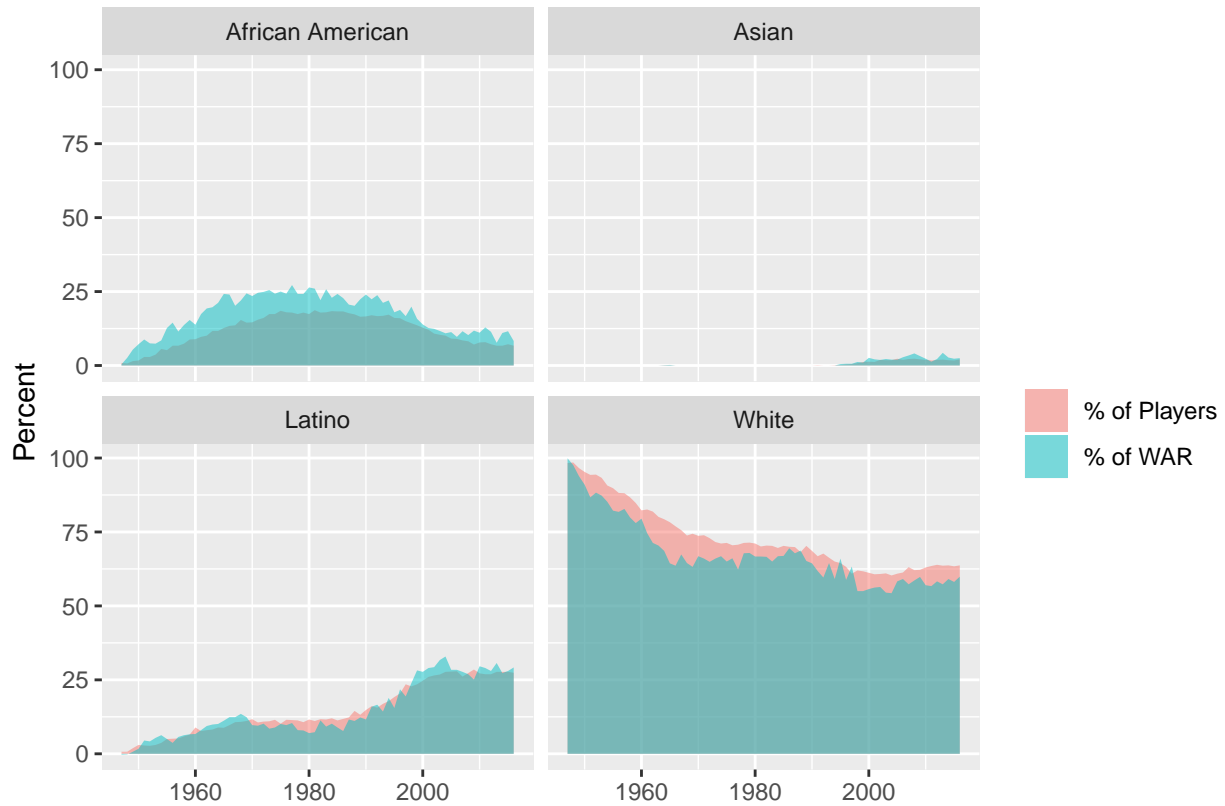 African American
Asian
100
75
50
25
0
Latino
White
100
75
50
25
0
1960
1980
2000
1960
1980
2000
Percent
% of Players
% of WAR